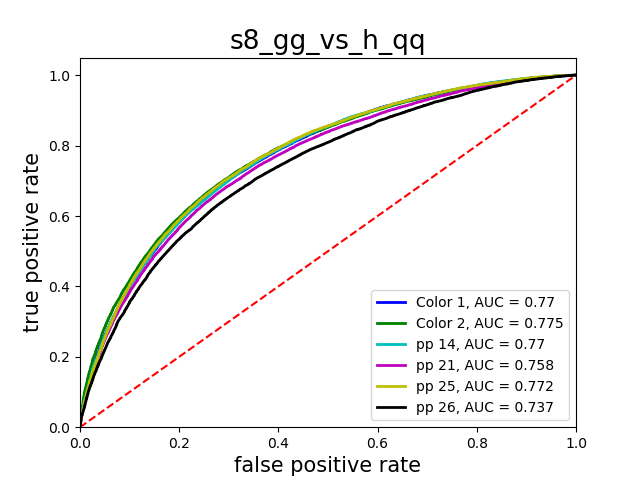 s8_gg_vs_h_qq
1.0
0.8
0.6
0.4
0.2
0.0
true positive rate
Color 1, AUC = 0.77
Color 2, AUC = 0.775
pp 14, AUC = 0.77
pp 21, AUC = 0.758
pp 25, AUC = 0.772
pp 26, AUC = 0.737
0.0 0.2 0.4 0.6 0.8 1.0
false positive rate